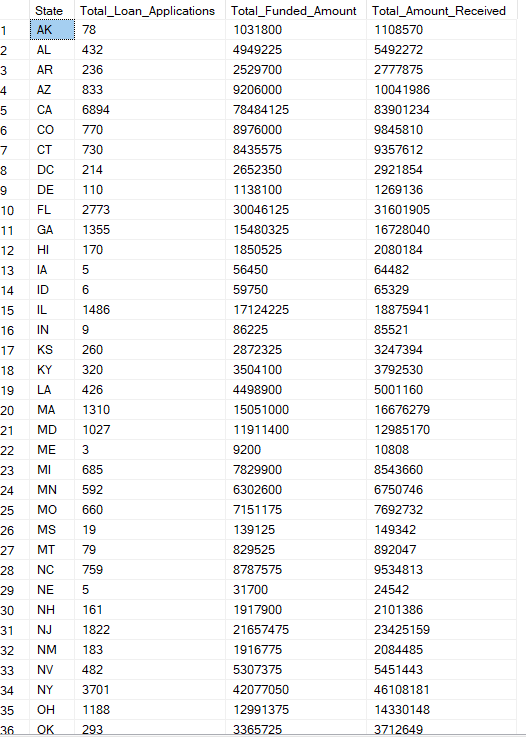 State Total_Loan_Applications Total_Funded_Amount Total_Amount_Received
1 AK 78 1031800 1108570
2 AL 432 4949225 5492272
3 AR 236 2529700 2777875
4 AZ 833 9206000 10041986
5 CA 6894 78484125 83901234
6 CO 770 8976000 9845810
7 CT 730 8435575 9357612
8 DC 214 2652350 2921854
9 DE 110 1138100 1269136
10 FL 2773 30046125 31601905
11 GA 1355 15480325 16728040
12 HI 170 1850525 2080184
13 IA 5 56450 64482
14 ID 6 59750 65329
15 IL 1486 17124225 18875941
16 IN 9 86225 85521
17 KS 260 2872325 3247394
18 KY 320 3504100 3792530
19 LA 426 4498900 5001160
20 MA 1310 15051000 16676279
21 MD 1027 11911400 12985170
22 ME 3 9200 10808
23 MI 685 7829900 8543660
24 MN 592 6302600 6750746
25 MO 660 7151175 7692732
26 MS 19 139125 149342
27 MT 79 829525 892047
28 NC 759 8787575 9534813
29 NE 5 31700 24542
30 NH 161 1917900 2101386
31 NJ 1822 21657475 23425159
32 NM 183 1916775 2084485
33 NV 482 5307375 5451443
34 NY 3701 42077050 46108181
35 OH 1188 12991375 14330148
36 OK 293 3365725 3712649